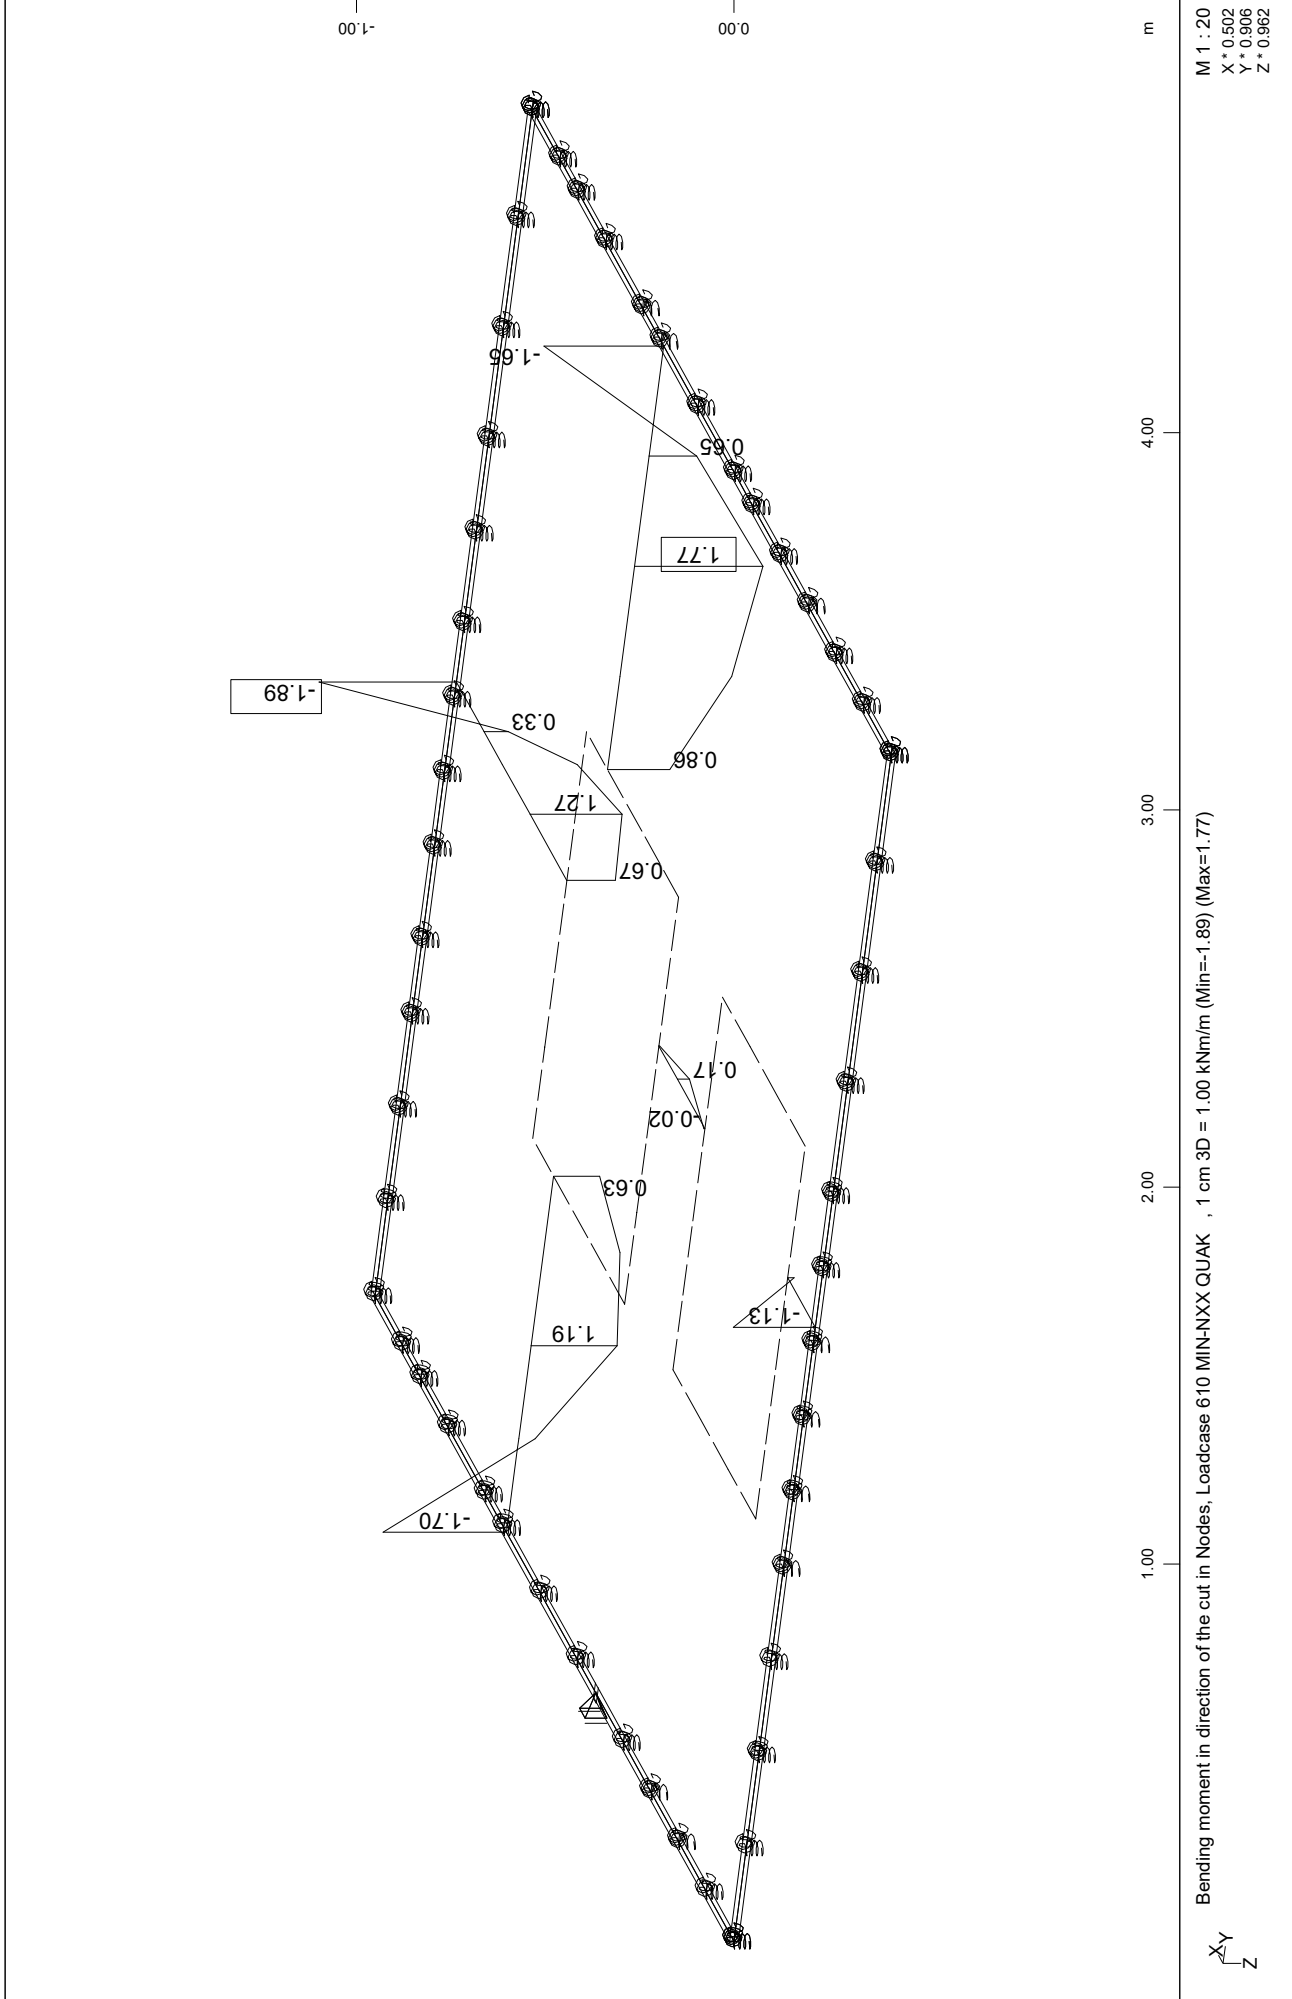 -1.00
0.00
m
M 1 : 20
X * 0.502
Y * 0.906
Z * 0.962
-1.65
0.65
4.00
1.77
-1.89
0.33
0.86
1.27
3.00
0.67
0.17
-0.02
0.63
2.00
-1.13
1.19
-1.70
1.00
Bending moment in direction of the cut in Nodes, Loadcase 610 MIN-NXX QUAK , 1 cm 3D = 1.00 kNm/m (Min=-1.89) (Max=1.77)
X
Y
Z